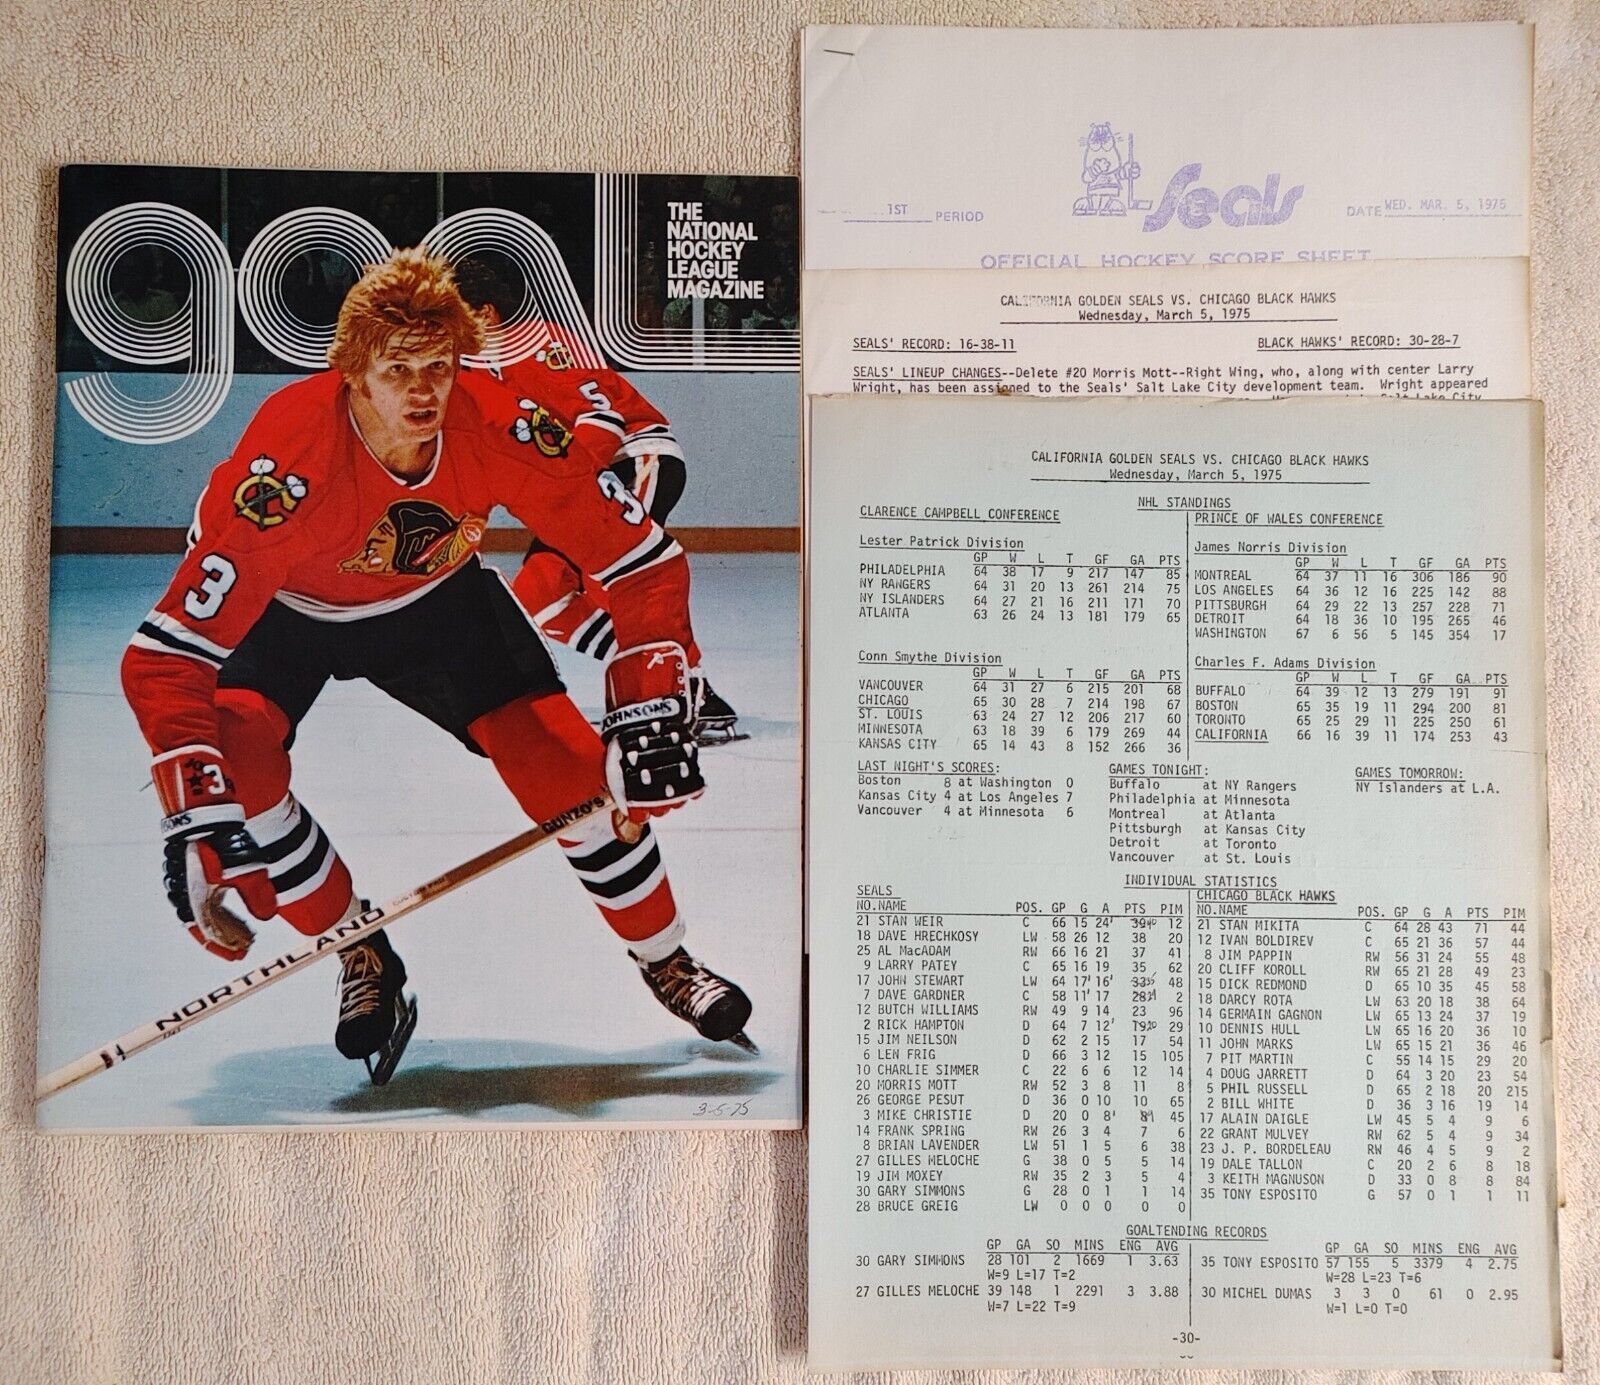 goal
THE
NATIONAL
HOCKEY
LEAGUE
MAGAZINE
5
3
3
3
JOHNSONS
GUNZO'S
NORTHLAND
3-5-75
1ST PERIOD
Seals
DATE WED. MAR. 5, 1975
OFFICIAL HOCKEY SCORE SHEET
CALIFORNIA GOLDEN SEALS VS. CHICAGO BLACK HAWKS
Wednesday, March 5, 1975
SEALS' RECORD: 16-38-11 BLACK HAWKS' RECORD: 30-28-7
SEALS' LINEUP CHANGES--Delete #20 Morris Mott--Right Wing, who, along with center Larry
Wright, has been assigned to the Seals' Salt Lake City development team. Wright appeared
CALIFORNIA GOLDEN SEALS VS. CHICAGO BLACK HAWKS
Wednesday, March 5, 1975
NHL STANDINGS
CLARENCE CAMPBELL CONFERENCE
Lester Patrick Division
GP W L T GF GA PTS
PHILADELPHIA 64 38 17 9 217 147 85
NY RANGERS 64 31 20 13 261 214 75
NY ISLANDERS 64 27 21 16 211 171 70
ATLANTA 63 26 24 13 181 179 65
Conn Smythe Division
GP W L T GF GA PTS
VANCOUVER 64 31 27 6 215 201 68
CHICAGO 65 30 28 7 214 198 67
ST. LOUIS 63 24 27 12 206 217 60
MINNESOTA 63 18 39 6 179 269 44
KANSAS CITY 65 14 43 8 152 266 36
PRINCE OF WALES CONFERENCE
James Norris Division
GP W L T GF GA PTS
MONTREAL 64 37 11 16 306 186 90
LOS ANGELES 64 36 12 16 225 142 88
PITTSBURGH 64 29 22 13 257 228 71
DETROIT 64 18 36 10 195 265 46
WASHINGTON 67 6 56 5 145 354 17
Charles F. Adams Division
GP W L T GF GA PTS
BUFFALO 64 39 12 13 279 191 91
BOSTON 65 35 19 11 294 200 81
TORONTO 65 25 29 11 225 250 61
CALIFORNIA 66 16 39 11 174 253 43
LAST NIGHT'S SCORES:
Boston 8 at Washington 0
Kansas City 4 at Los Angeles 7
Vancouver 4 at Minnesota 6
GAMES TONIGHT:
Buffalo at NY Rangers
Philadelphia at Minnesota
Montreal at Atlanta
Pittsburgh at Kansas City
Detroit at Toronto
Vancouver at St. Louis
GAMES TOMORROW:
NY Islanders at L.A.
INDIVIDUAL STATISTICS
SEALS
NO. NAME POS. GP G A PTS PIM
21 STAN WEIR C 66 15 24 39 40 12
18 DAVE HRECHKOSY LW 58 26 12 38 20
25 AL MacADAM RW 66 16 21 37 41
9 LARRY PATEY C 65 16 19 35 62
17 JOHN STEWART LW 64 17 16 33 35 48
7 DAVE GARDNER C 58 11 17 28 29 2
12 BUTCH WILLIAMS RW 49 9 14 23 96
2 RICK HAMPTON D 64 7 12 19 20 29
15 JIM NEILSON D 62 2 15 17 54
6 LEN FRIG D 66 3 12 15 105
10 CHARLIE SIMMER C 22 6 6 12 14
20 MORRIS MOTT RW 52 3 8 11 8
26 GEORGE PESUT D 36 0 10 10 65
3 MIKE CHRISTIE D 20 0 8 8 9 45
14 FRANK SPRING RW 26 3 4 7 6
8 BRIAN LAVENDER LW 51 1 5 6 38
27 GILLES MELOCHE G 38 0 5 5 14
19 JIM MOXEY RW 35 2 3 5 4
30 GARY SIMMONS G 28 0 1 1 14
28 BRUCE GREIG LW 0 0 0 0 0
CHICAGO BLACK HAWKS
NO. NAME POS. GP G A PTS PIM
21 STAN MIKITA C 64 28 43 71 44
12 IVAN BOLDIREV C 65 21 36 57 44
8 JIM PAPPIN RW 56 31 24 55 48
20 CLIFF KOROLL RW 65 21 28 49 23
15 DICK REDMOND D 65 10 35 45 58
18 DARCY ROTA LW 63 20 18 38 64
14 GERMAIN GAGNON LW 65 13 24 37 19
10 DENNIS HULL LW 65 16 20 36 10
11 JOHN MARKS LW 65 15 21 36 46
7 PIT MARTIN C 55 14 15 29 20
4 DOUG JARRETT D 64 3 20 23 54
5 PHIL RUSSELL D 65 2 18 20 215
2 BILL WHITE D 36 3 16 19 14
17 ALAIN DAIGLE LW 45 5 4 9 6
22 GRANT MULVEY RW 62 5 4 9 34
23 J. P. BORDELEAU RW 46 4 5 9 2
19 DALE TALLON C 20 2 6 8 18
3 KEITH MAGNUSON D 33 0 8 8 84
35 TONY ESPOSITO G 57 0 1 1 11
GOALTENDING RECORDS
GP GA SO MINS ENG AVG
30 GARY SIMMONS 28 101 2 1669 1 3.63
W=9 L=17 T=2
27 GILLES MELOCHE 39 148 1 2291 3 3.88
W=7 L=22 T=9
GP GA SO MINS ENG AVG
35 TONY ESPOSITO 57 155 5 3379 4 2.75
W=28 L=23 T=6
30 MICHEL DUMAS 3 3 0 61 0 2.95
W=1 L=0 T=0
-30-